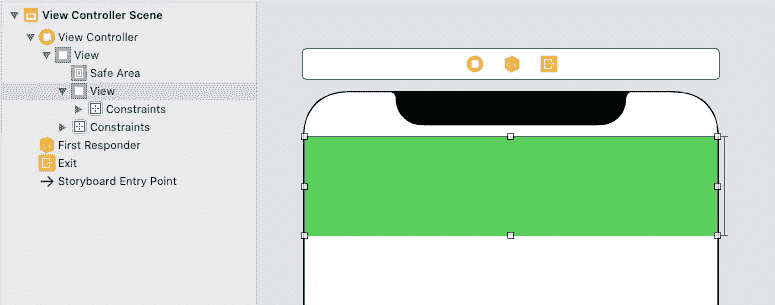 View Controller Scene
View Controller
View
Safe Area
View
Constraints
Constraints
First Responder
Exit
Storyboard Entry Point